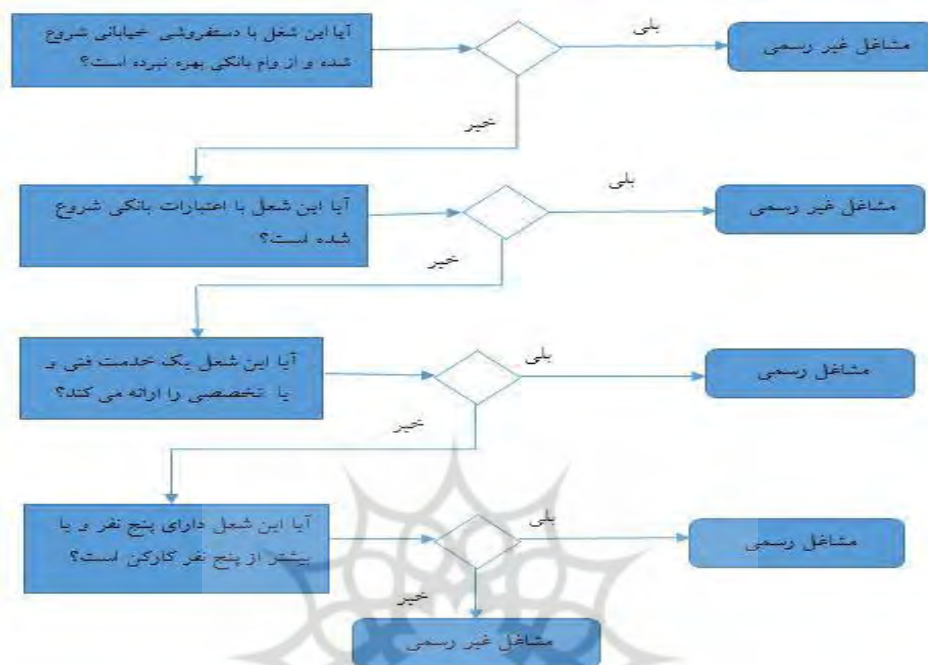 آیا این شغل با دستفروشی خیابانی شروع
شده و از وام بانکی بهره نبرده است؟
بلی
مشاغل غیر رسمی
خیر
آیا این شغل با اعتبارات بانکی شروع
شده است؟
بلی
مشاغل غیر رسمی
خیر
آیا این شغل یک خدمت فنی و
یا تخصصی را ارائه می کند؟
بلی
مشاغل رسمی
خیر
آیا این شغل دارای پنج نفر و یا
بیشتر از پنج نفر کارکن است؟
بلی
مشاغل رسمی
خیر
مشاغل غیر رسمی